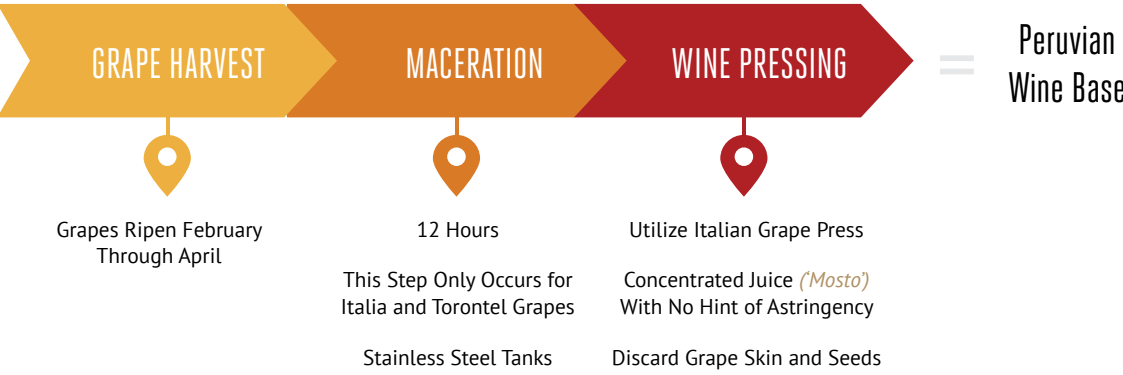 GRAPE HARVEST
MACERATION
WINE PRESSING
=
Peruvian
Wine Base
Grapes Ripen February
Through April
12 Hours
This Step Only Occurs for
Italia and Torontel Grapes
Stainless Steel Tanks
Utilize Italian Grape Press
Concentrated Juice (‘Mosto’)
With No Hint of Astringency
Discard Grape Skin and Seeds